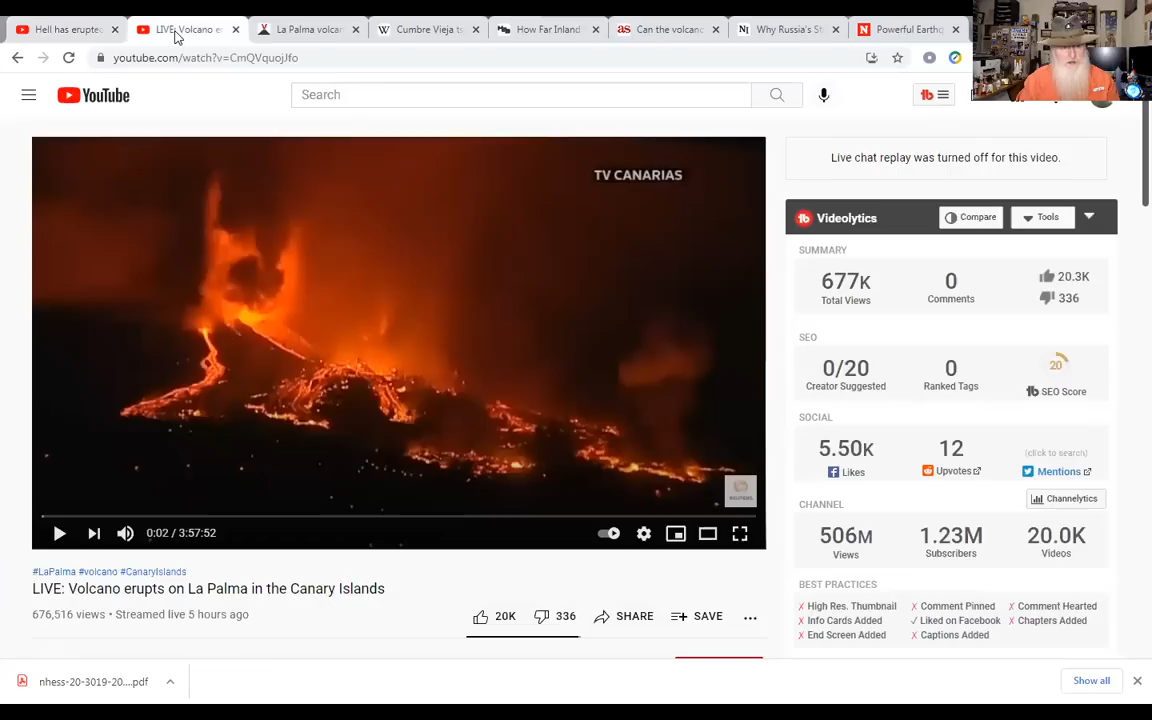 Hell has erupted
LIVE: Volcano er
La Palma volcan
Cumbre Vieja ts
How Far Inland
Can the volcano
Why Russia's St
Powerful Earthq
youtube.com/watch?v=CmQVquojJfo
YouTube
Search
TV CANARIAS
0:02 / 3:57:52
#LaPalma #volcano #CanaryIslands
LIVE: Volcano erupts on La Palma in the Canary Islands
676,516 views • Streamed live 5 hours ago
20K
336
SHARE
SAVE
Live chat replay was turned off for this video.
Videolytics
Compare
Tools
SUMMARY
677K
Total Views
0
Comments
20.3K
336
SEO
0/20
Creator Suggested
0
Ranked Tags
20
SEO Score
SOCIAL
5.50K
Likes
12
Upvotes
(click to search)
Mentions
Channelytics
CHANNEL
506M
Views
1.23M
Subscribers
20.0K
Videos
BEST PRACTICES
X High Res. Thumbnail
X Comment Pinned
X Comment Hearted
X Info Cards Added
✓ Liked on Facebook
X Chapters Added
X End Screen Added
X Captions Added
nhess-20-3019-20....pdf
Show all